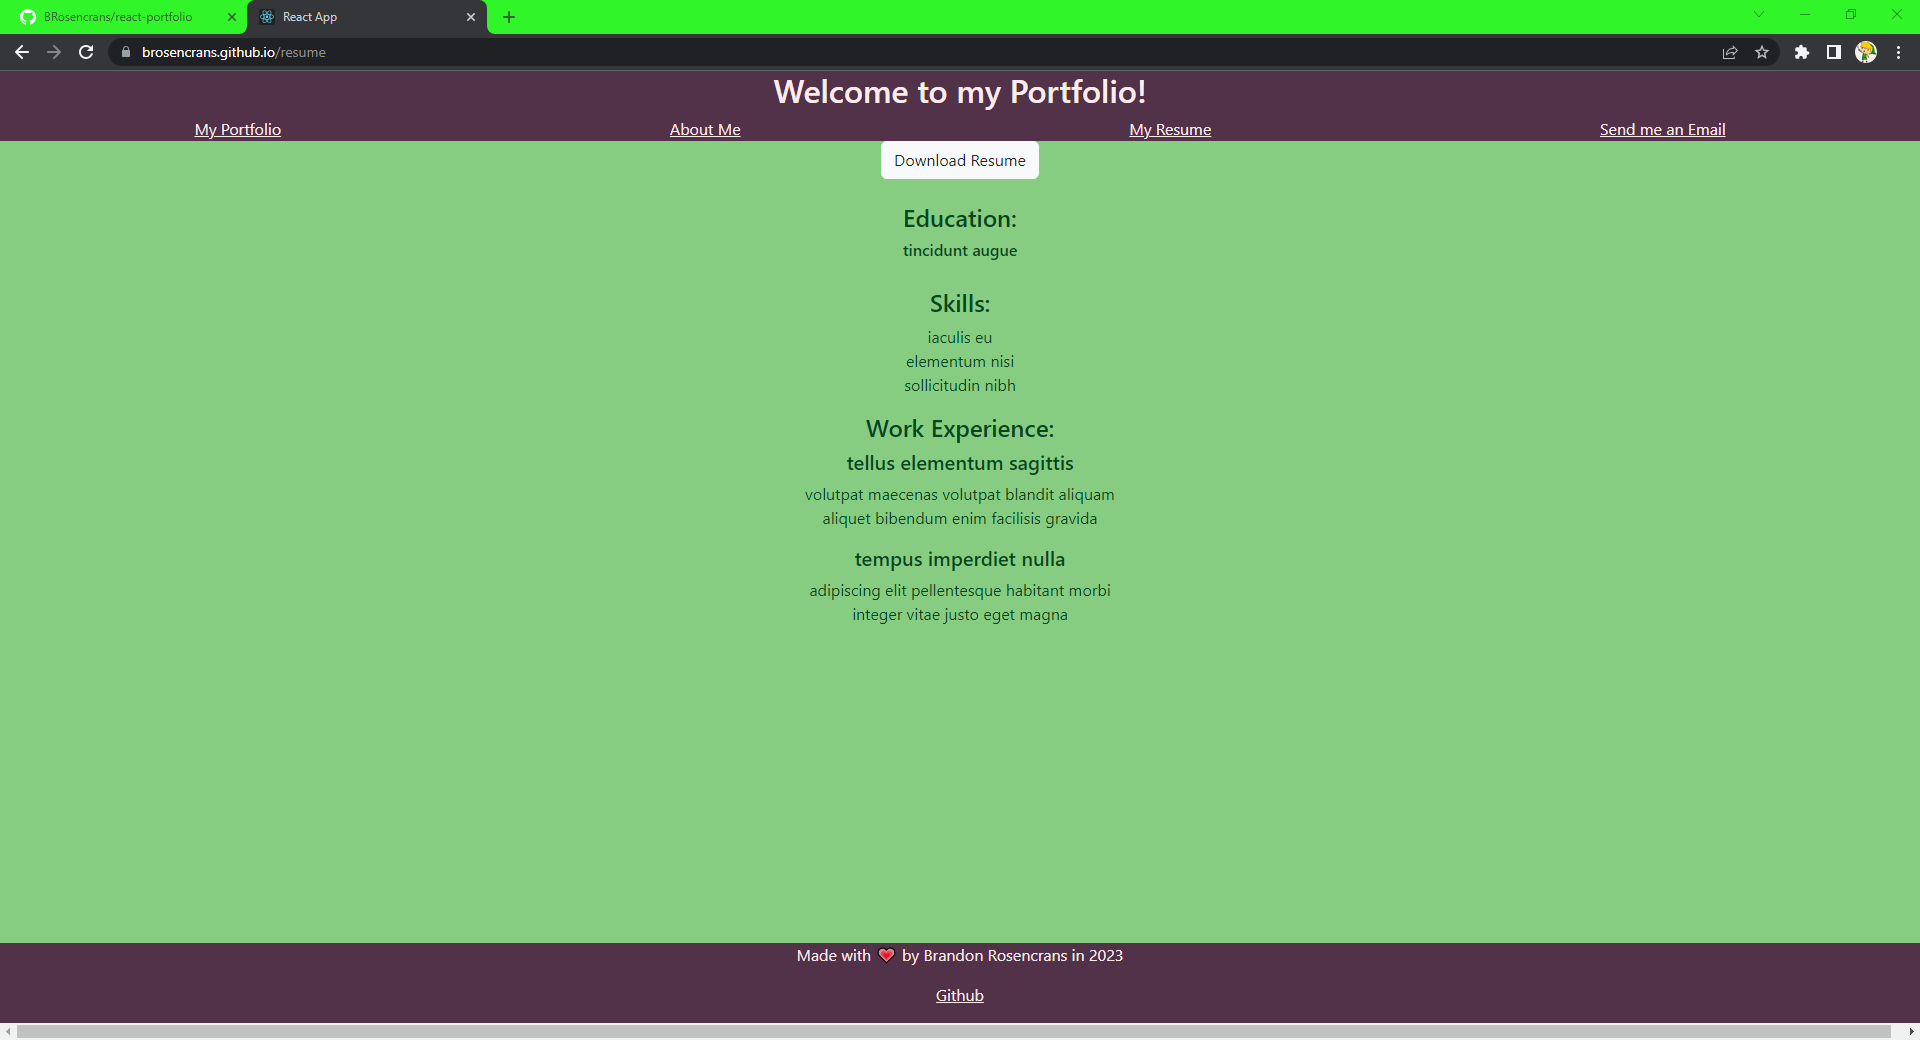 BRosencrans/react-portfolio
React App
brosencrans.github.io/resume
Welcome to my Portfolio!
My Portfolio About Me My Resume Send me an Email
Download Resume
Education:
tincidunt augue
Skills:
iaculis eu
elementum nisi
sollicitudin nibh
Work Experience:
tellus elementum sagittis
volutpat maecenas volutpat blandit aliquam
aliquet bibendum enim facilisis gravida
tempus imperdiet nulla
adipiscing elit pellentesque habitant morbi
integer vitae justo eget magna
Made with ❤️ by Brandon Rosencrans in 2023
Github